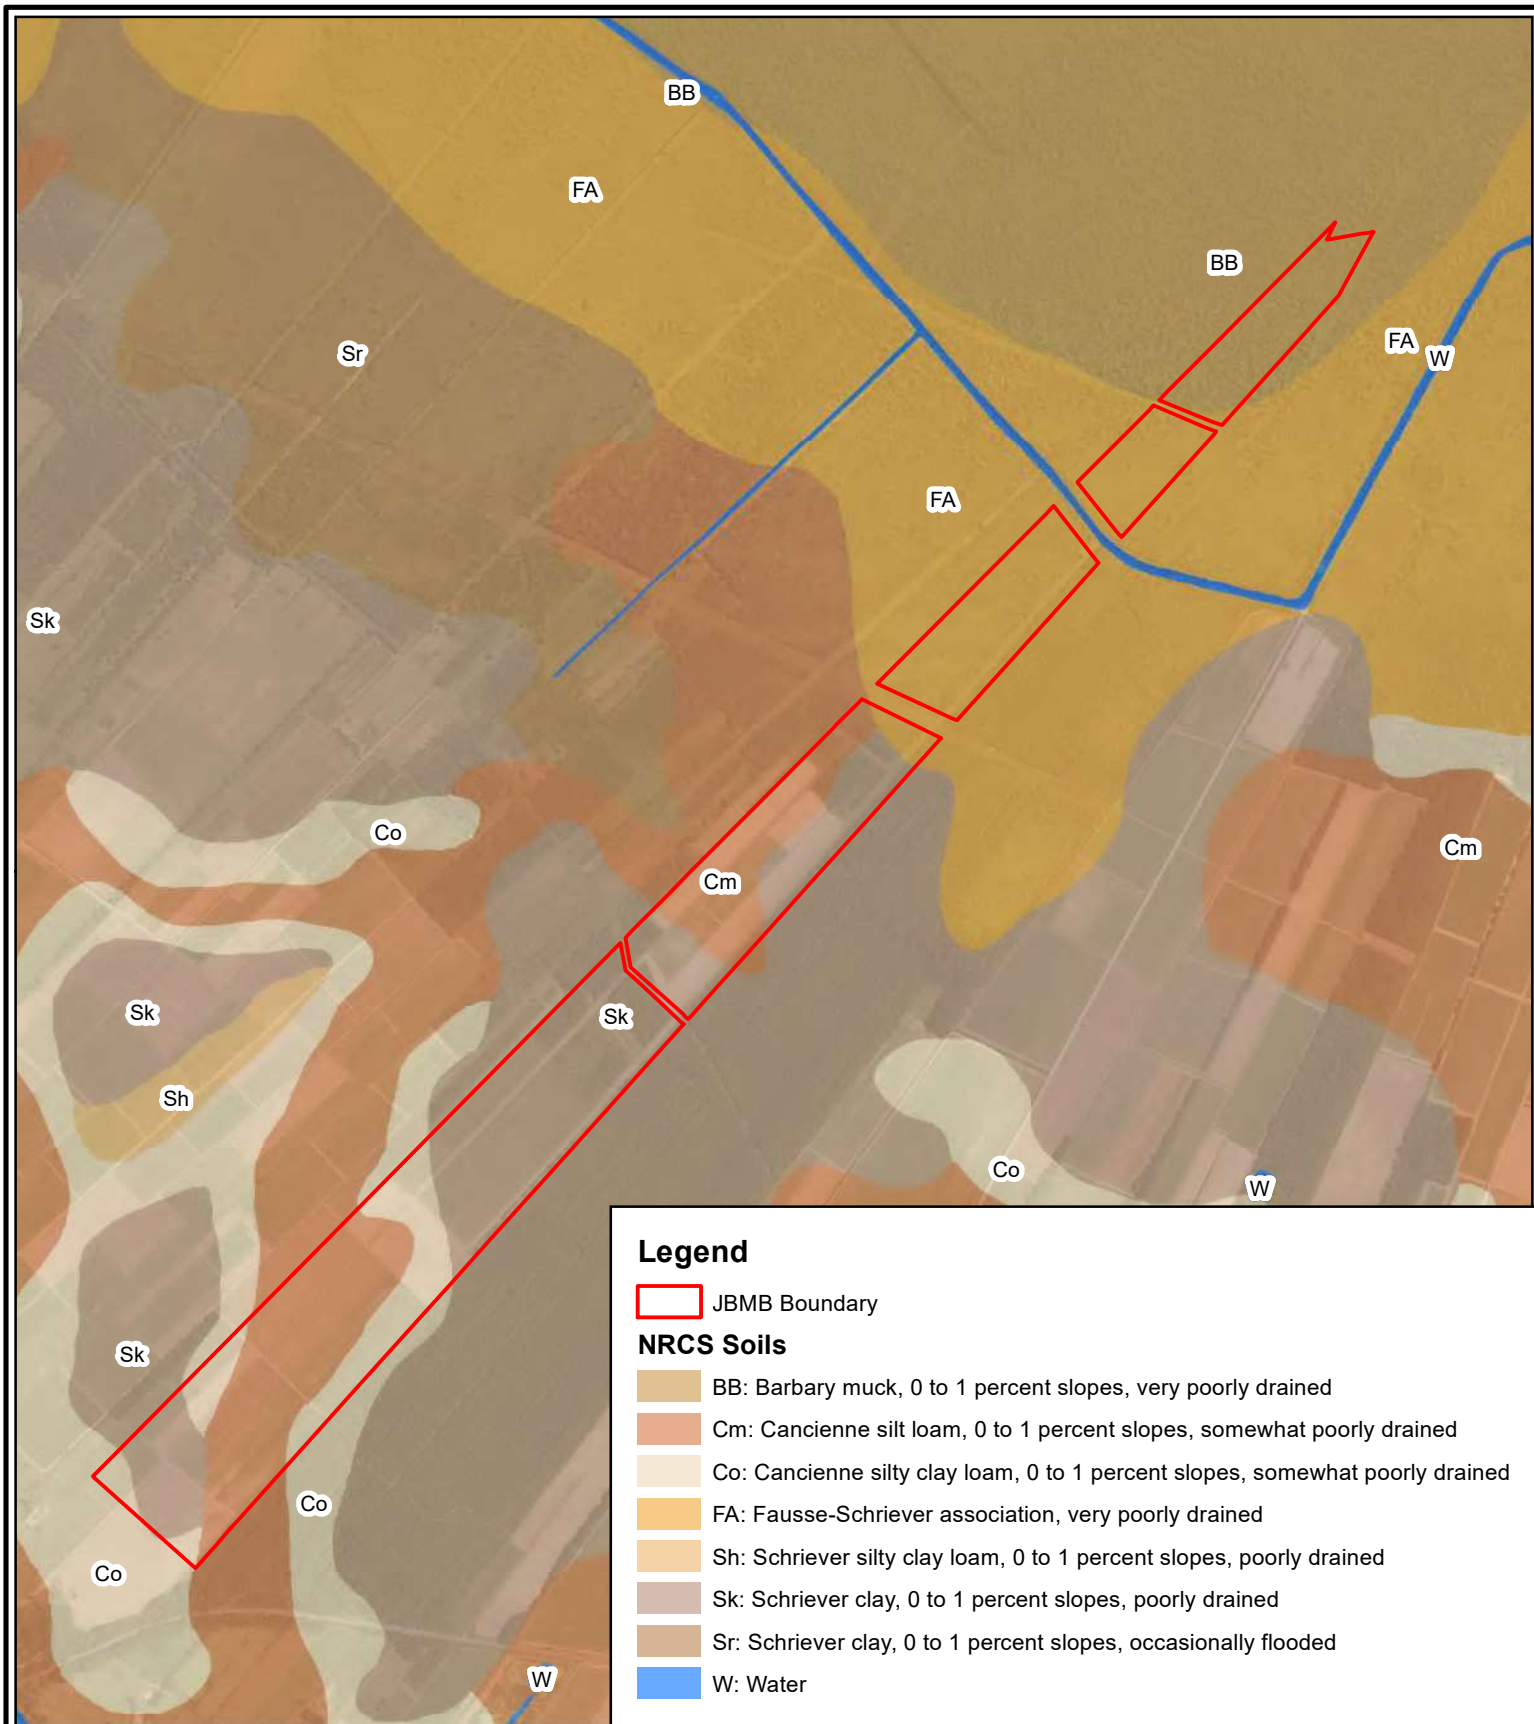 BB
FA
BB
Sr
FA
W
FA
Sk
Co
Cm
Cm
Sk
Sk
Sh
Co
W
Sk
Co
Co
W
Legend
JBMB Boundary
NRCS Soils
BB: Barbary muck, 0 to 1 percent slopes, very poorly drained
Cm: Cancienne silt loam, 0 to 1 percent slopes, somewhat poorly drained
Co: Cancienne silty clay loam, 0 to 1 percent slopes, somewhat poorly drained
FA: Fausse-Schriever association, very poorly drained
Sh: Schriever silty clay loam, 0 to 1 percent slopes, poorly drained
Sk: Schriever clay, 0 to 1 percent slopes, poorly drained
Sr: Schriever clay, 0 to 1 percent slopes, occasionally flooded
W: Water